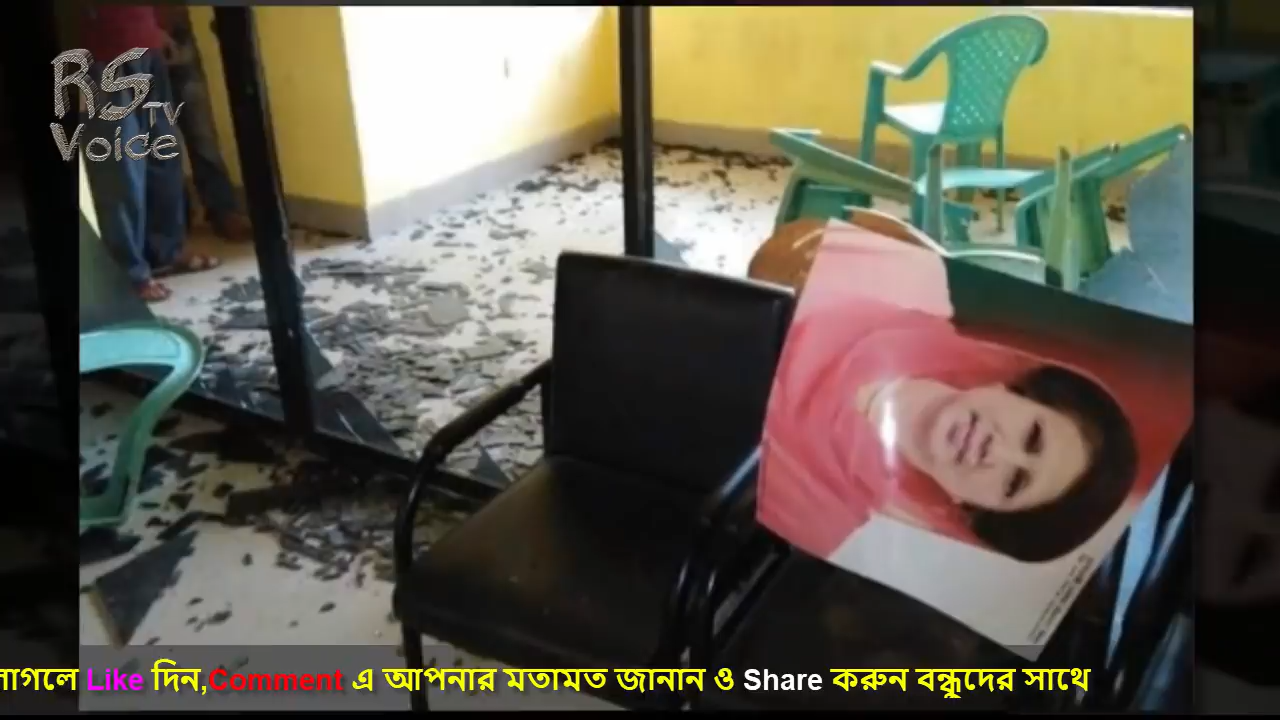 RS TV
Voice
লাগলে Like দিন,Comment এ আপনার মতামত জানান ও Share করুন বন্ধুদের সাথে